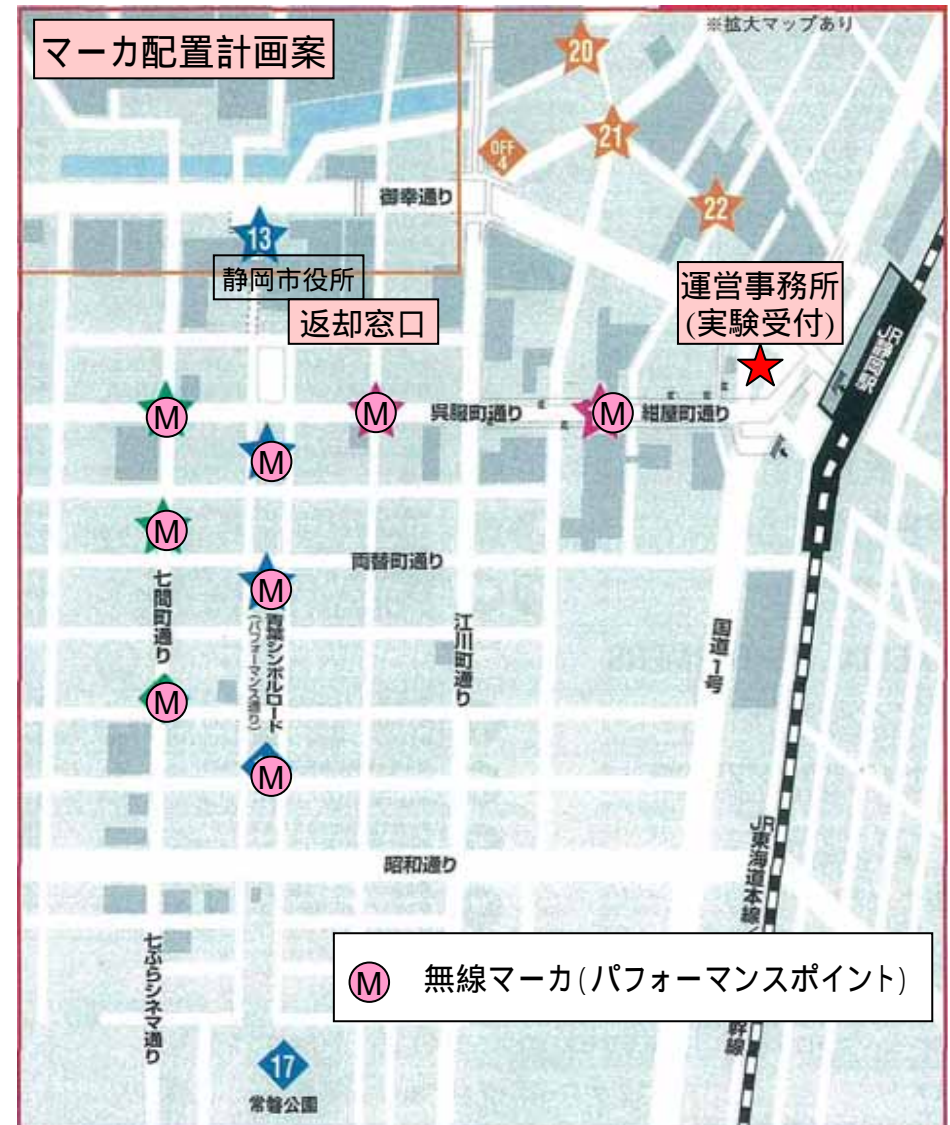 マーカ配置計画案
※拡大マップあり
20
21
OFF
4
22
御幸通り
13
静岡市役所
返却窓口
運営事務所
(実験受付)
JR静岡駅
M
M
呉服町通り
M
紺屋町通り
M
M
両替町通り
M
七間町通り
青葉シンボルロード
(パフォーマンス通り)
江川町通り
国道1号
M
M
昭和通り
JR東海道本線
幹線
七ぶらシネマ通り
M 無線マーカ(パフォーマンスポイント)
17
常磐公園